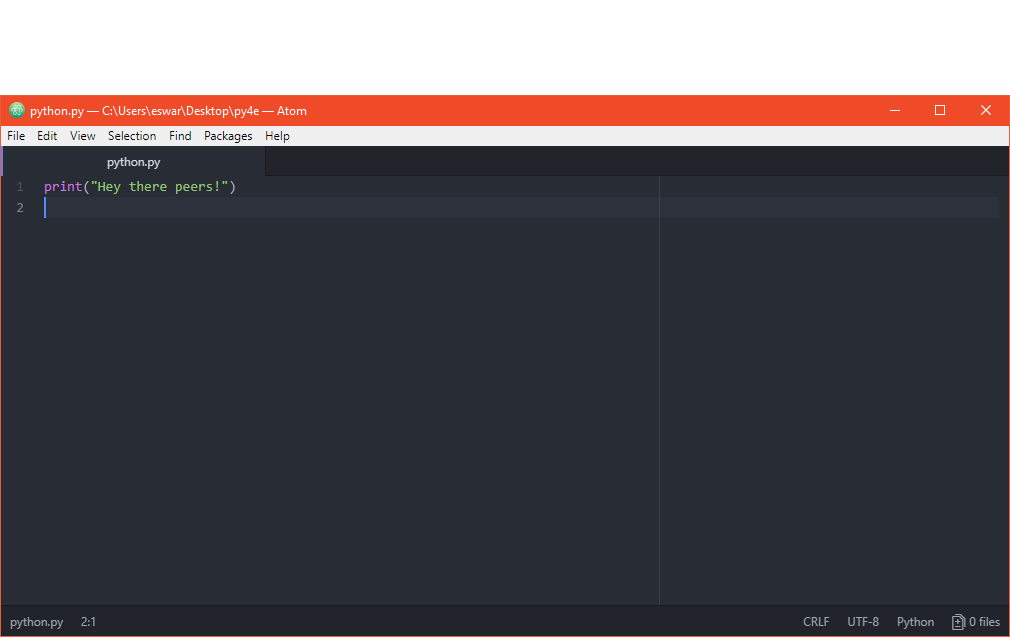 python.py — C:\Users\eswar\Desktop\py4e — Atom
File Edit View Selection Find Packages Help
python.py
1 print("Hey there peers!")
2
python.py 2:1 CRLF UTF-8 Python 0 files